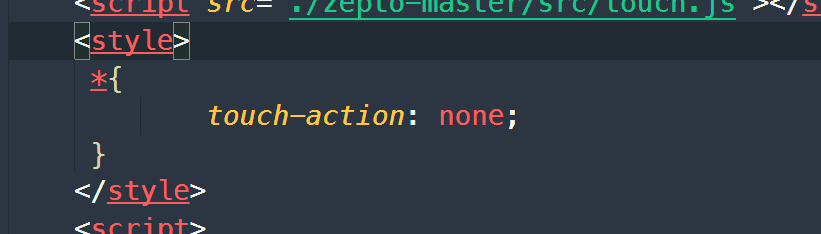 <script src="./zepto-master/src/touch.js"></s
<style>
*{
touch-action: none;
}
</style>
<script>